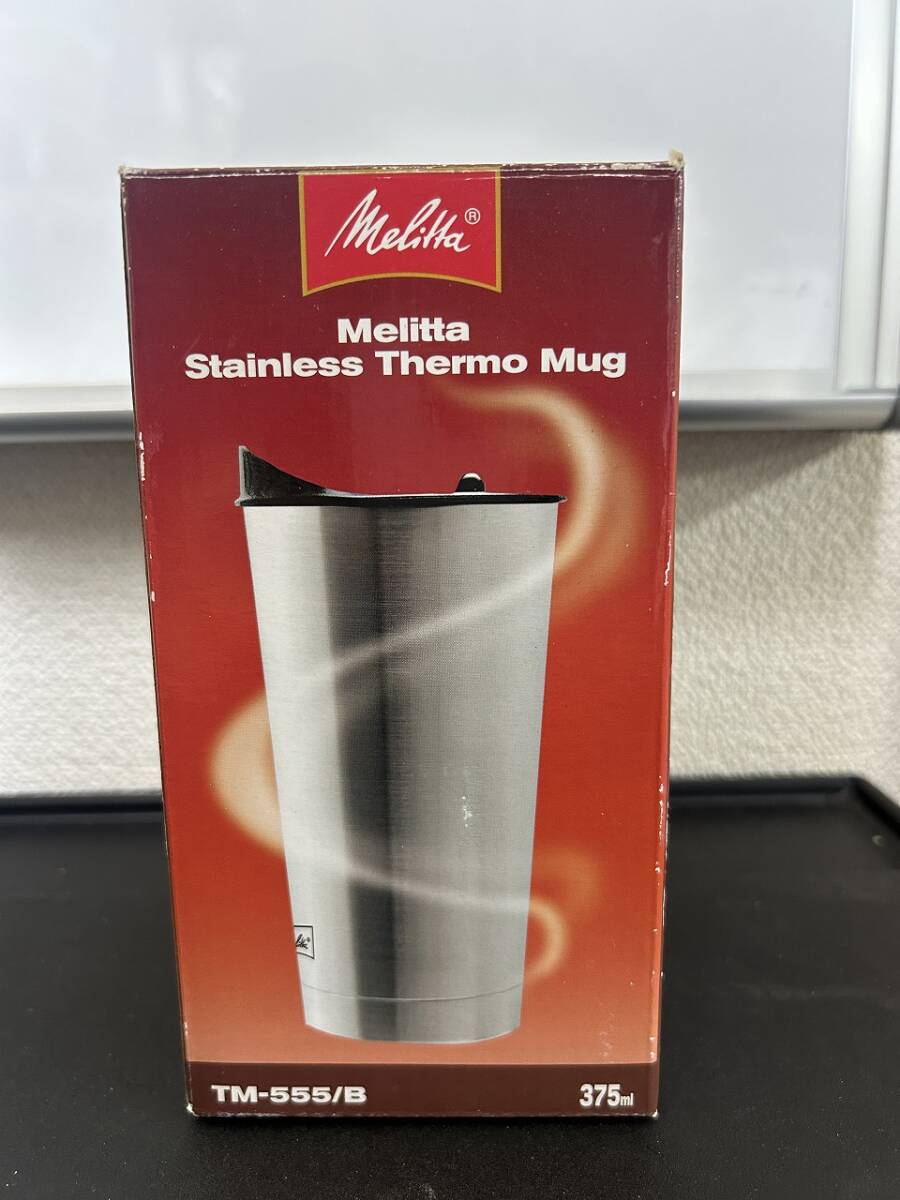 Melitta®
Melitta
Stainless Thermo Mug
TM-555/B
375ml